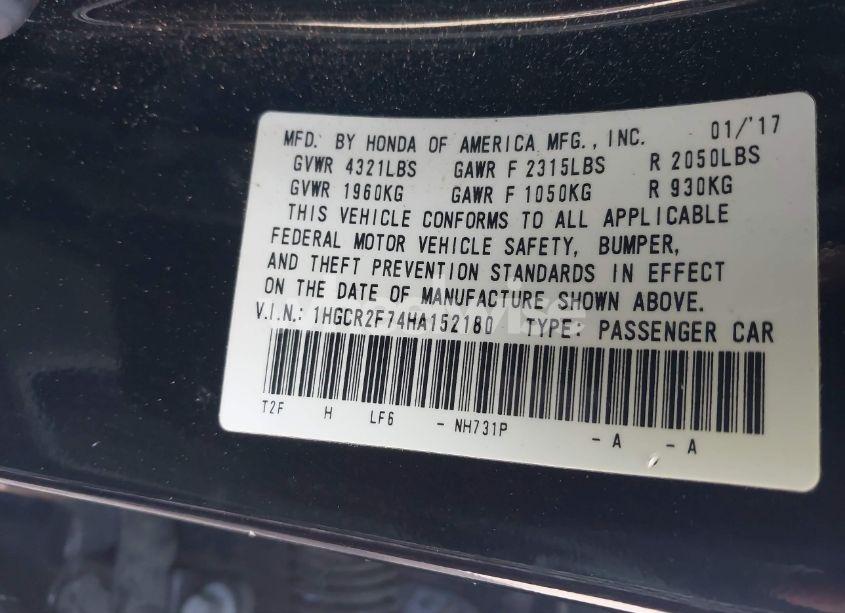 MFD. BY HONDA OF AMERICA MFG., INC. 01/'17
GVWR 4321LBS GAWR F 2315LBS R 2050LBS
GVWR 1960KG GAWR F 1050KG R 930KG
THIS VEHICLE CONFORMS TO ALL APPLICABLE
FEDERAL MOTOR VEHICLE SAFETY, BUMPER,
AND THEFT PREVENTION STANDARDS IN EFFECT
ON THE DATE OF MANUFACTURE SHOWN ABOVE.
V.I.N.: 1HGCR2F74HA152180 TYPE: PASSENGER CAR
T2F H LF6 - NH731P - A - A